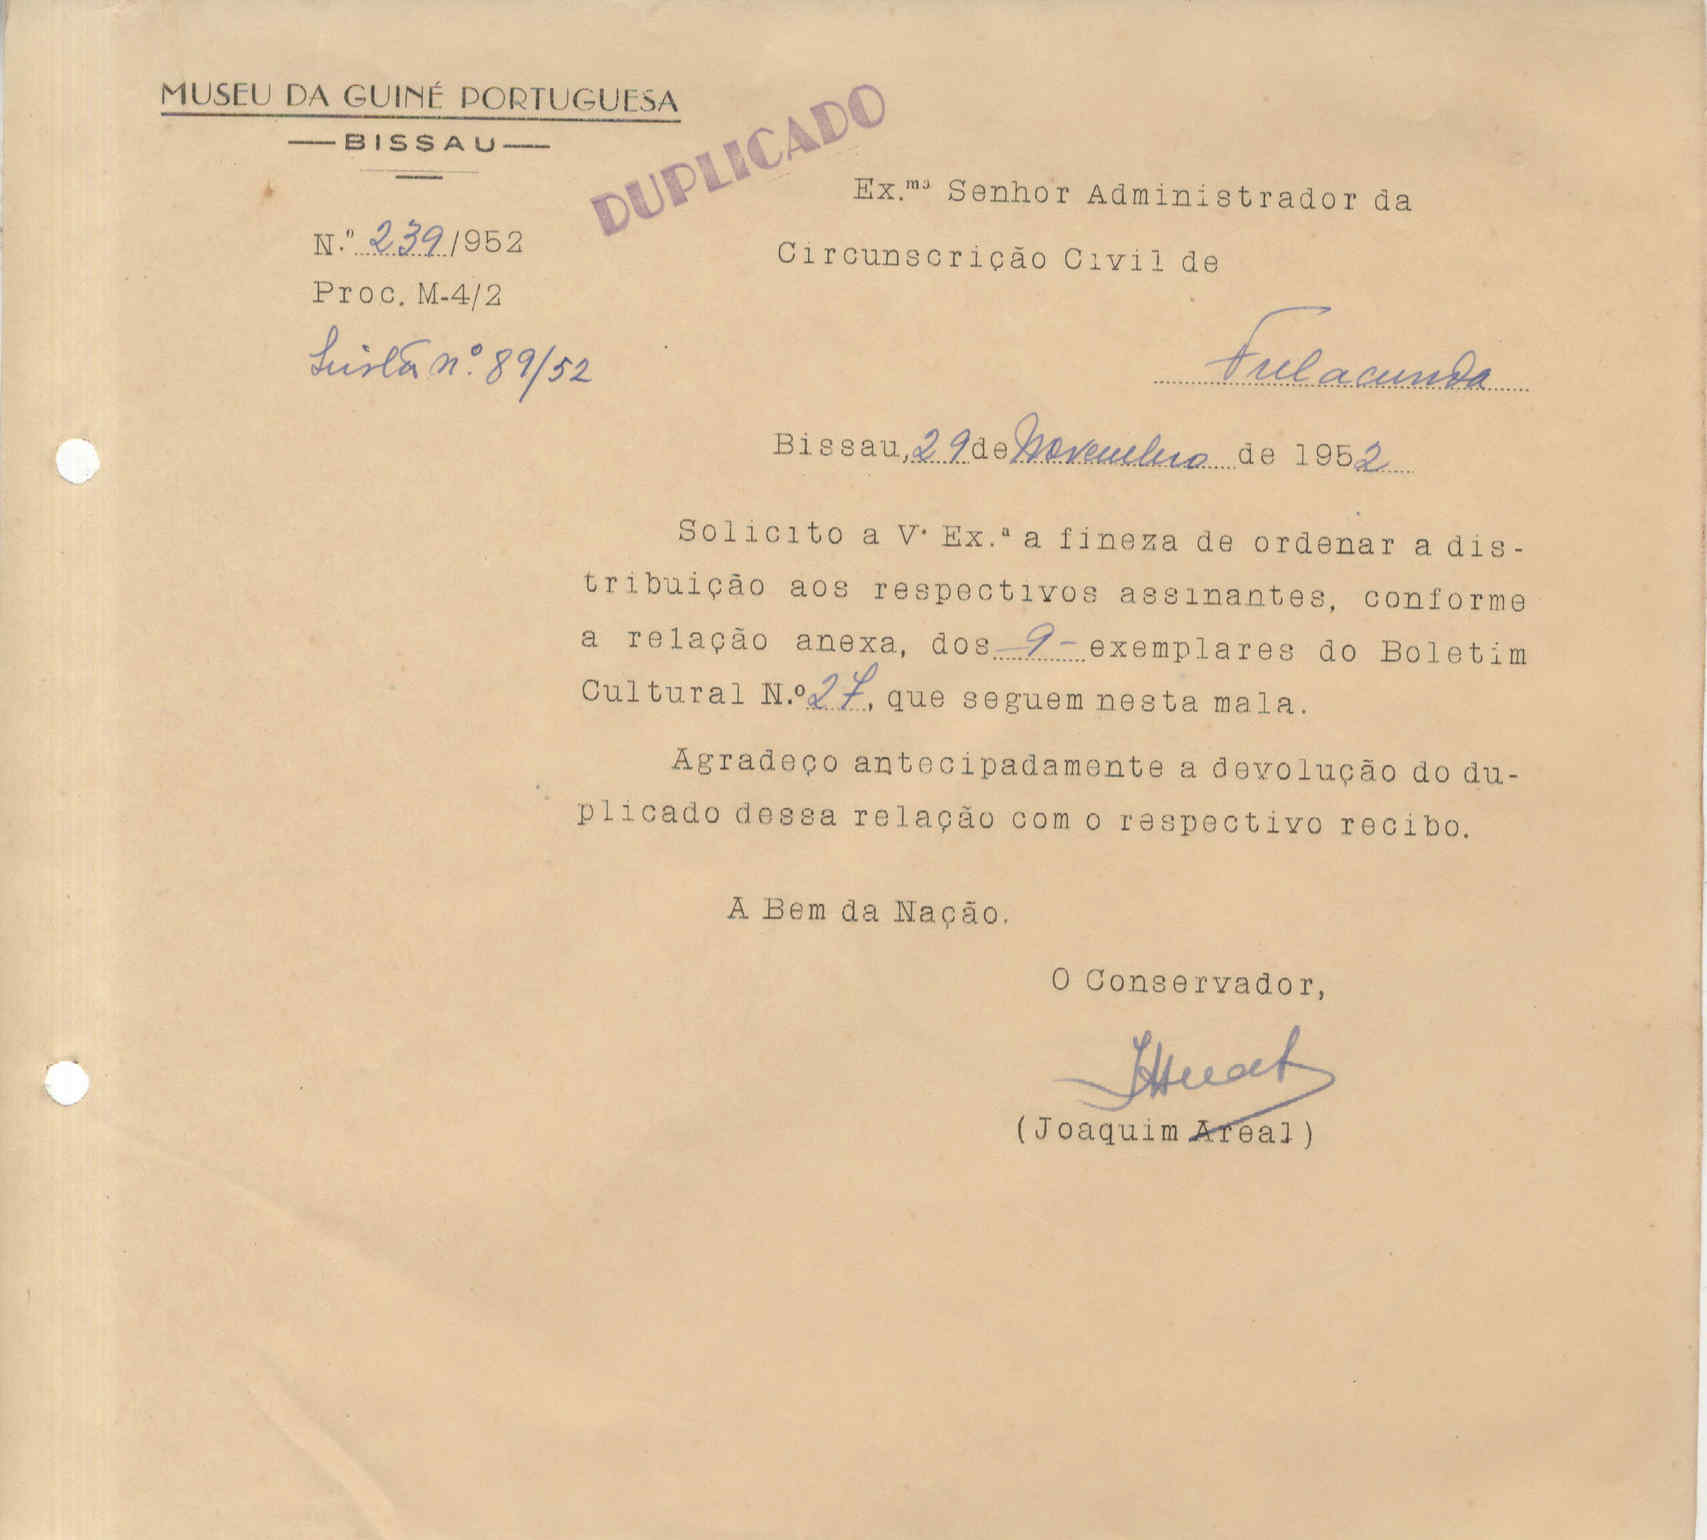 MUSEU DA GUINÉ PORTUGUESA
BISSAU
DUPLICADO
N.º 239/952
Proc. M-4/2
Lista nº. 89/52
Ex.mo Senhor Administrador da
Circunscrição Civil de
Fulacunda
Bissau, 29 de Novembro de 1952
Solicito a V. Ex.ª a fineza de ordenar a dis-
tribuição aos respectivos assinantes, conforme
a relação anexa, dos -9- exemplares do Boletim
Cultural N.º 27, que seguem nesta mala.
Agradeço antecipadamente a devolução do du-
plicado dessa relação com o respectivo recibo.
A Bem da Nação.
O Conservador,
(Joaquim Areal)